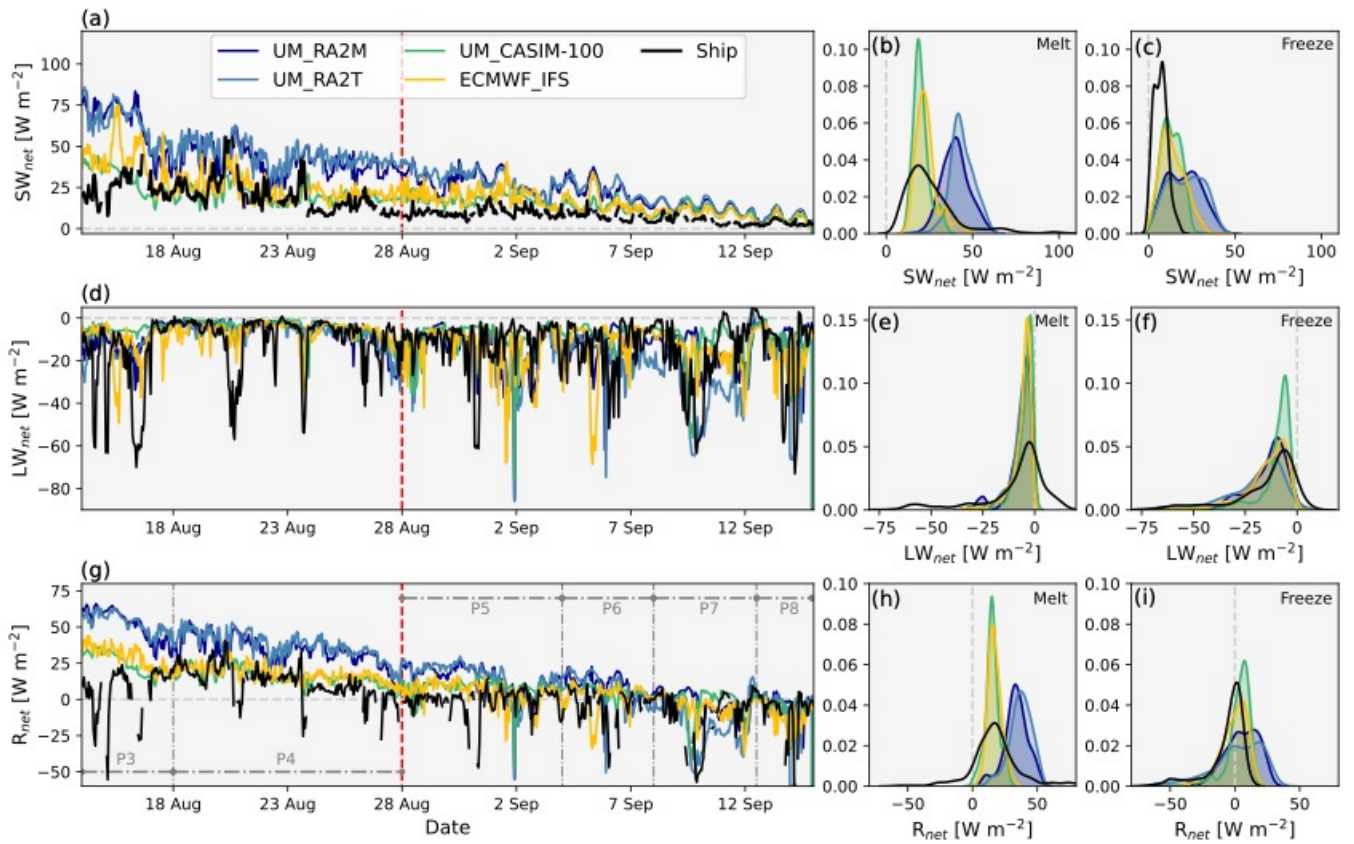 (a)
UM_RA2M
UM_RA2T
UM_CASIM-100
ECMWF_IFS
Ship
SWnet [W m−2]
100
75
50
25
0
18 Aug 23 Aug 28 Aug 2 Sep 7 Sep 12 Sep
(b) Melt
0.10
0.08
0.06
0.04
0.02
0.00
0 50 100
SWnet [W m−2]
(c) Freeze
0.10
0.08
0.06
0.04
0.02
0.00
0 50 100
SWnet [W m−2]
(d)
LWnet [W m−2]
0
−20
−40
−60
−80
18 Aug 23 Aug 28 Aug 2 Sep 7 Sep 12 Sep
(e) Melt
0.15
0.10
0.05
0.00
−75 −50 −25 0
LWnet [W m−2]
(f) Freeze
0.15
0.10
0.05
0.00
−75 −50 −25 0
LWnet [W m−2]
(g)
Rnet [W m−2]
75
50
25
0
−25
−50
P3 P4 P5 P6 P7 P8
18 Aug 23 Aug 28 Aug 2 Sep 7 Sep 12 Sep
Date
(h) Melt
0.10
0.08
0.06
0.04
0.02
0.00
−50 0 50
Rnet [W m−2]
(i) Freeze
0.10
0.08
0.06
0.04
0.02
0.00
−50 0 50
Rnet [W m−2]